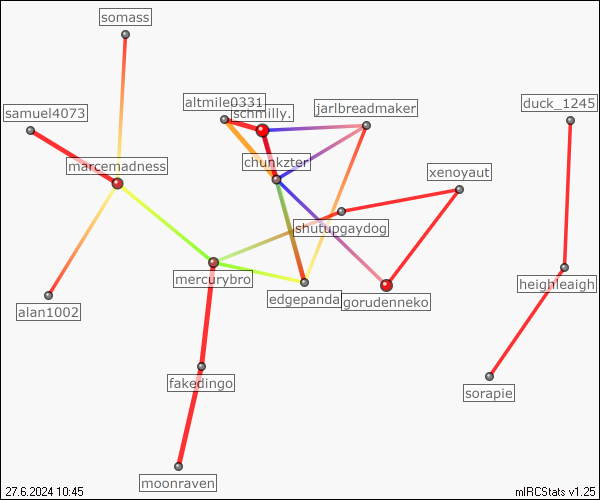 somass
altmile0331
schmilly.
jarlbreadmaker
duck_1245
samuel4073
marcemadness
chunkzter
xenoyaut
shutupgaydog
mercurybro
edgepanda
gorudenneko
heighleaigh
alan1002
fakedingo
sorapie
moonraven
27.6.2024 10:45
mIRCStats v1.25